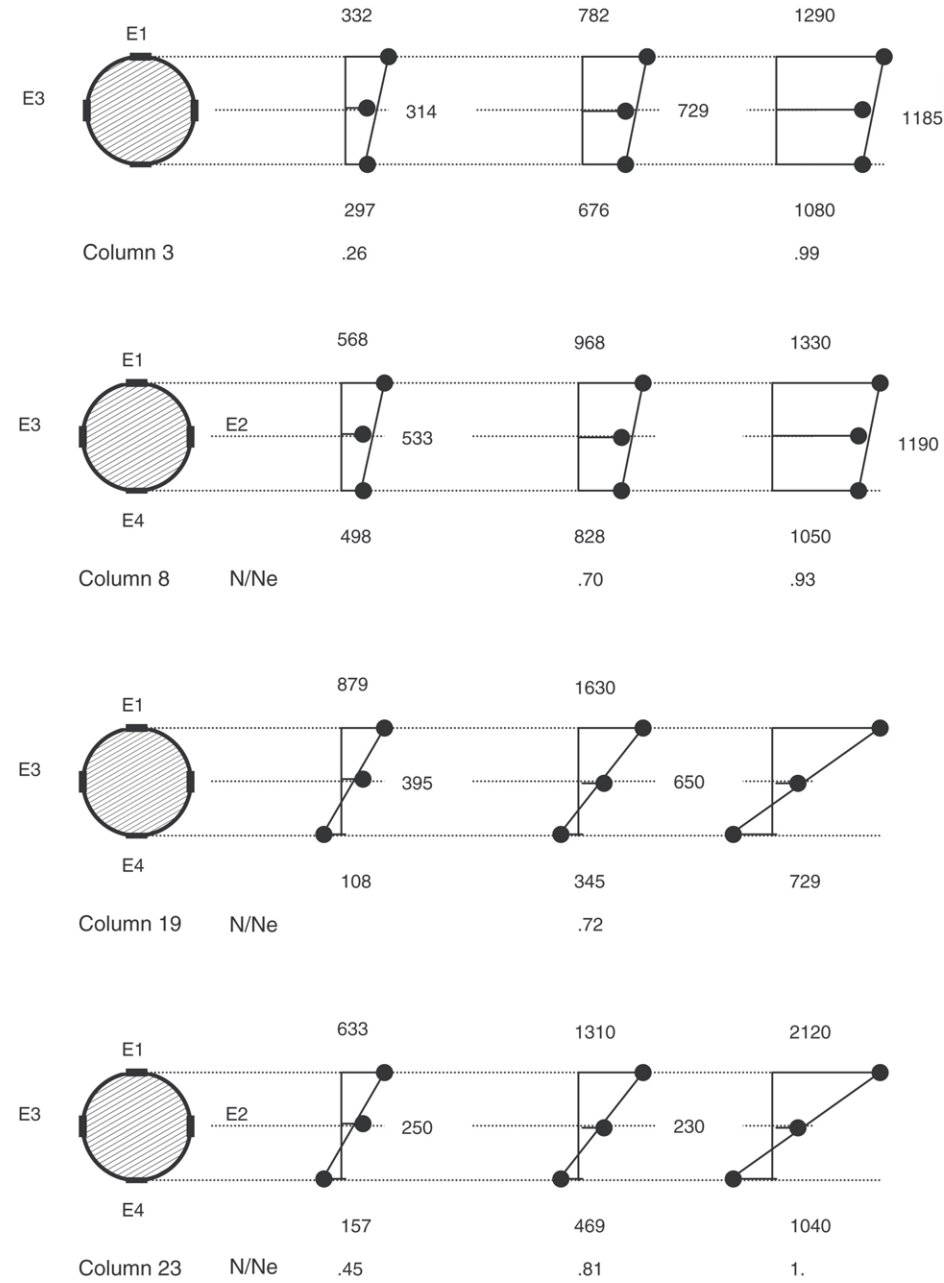 332 782 1290
E1
E3
314 729 1185
297 676 1080
Column 3 .26 .99
568 968 1330
E1
E3 E2
533 1190
E4
498 828 1050
Column 8 N/Ne .70 .93
879 1630
E1
E3
395 650
E4
108 345 729
Column 19 N/Ne .72
633 1310 2120
E1
E3 E2
250 230
E4
157 469 1040
Column 23 N/Ne .45 .81 1.